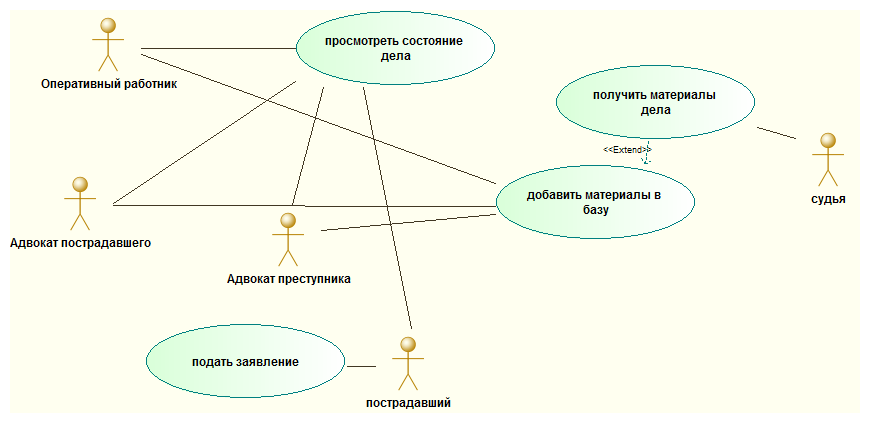 просмотреть состояние
дела
Оперативный работник
получить материалы
дела
<<Extend>>
добавить материалы в
базу
судья
Адвокат пострадавшего
Адвокат преступника
подать заявление
пострадавший